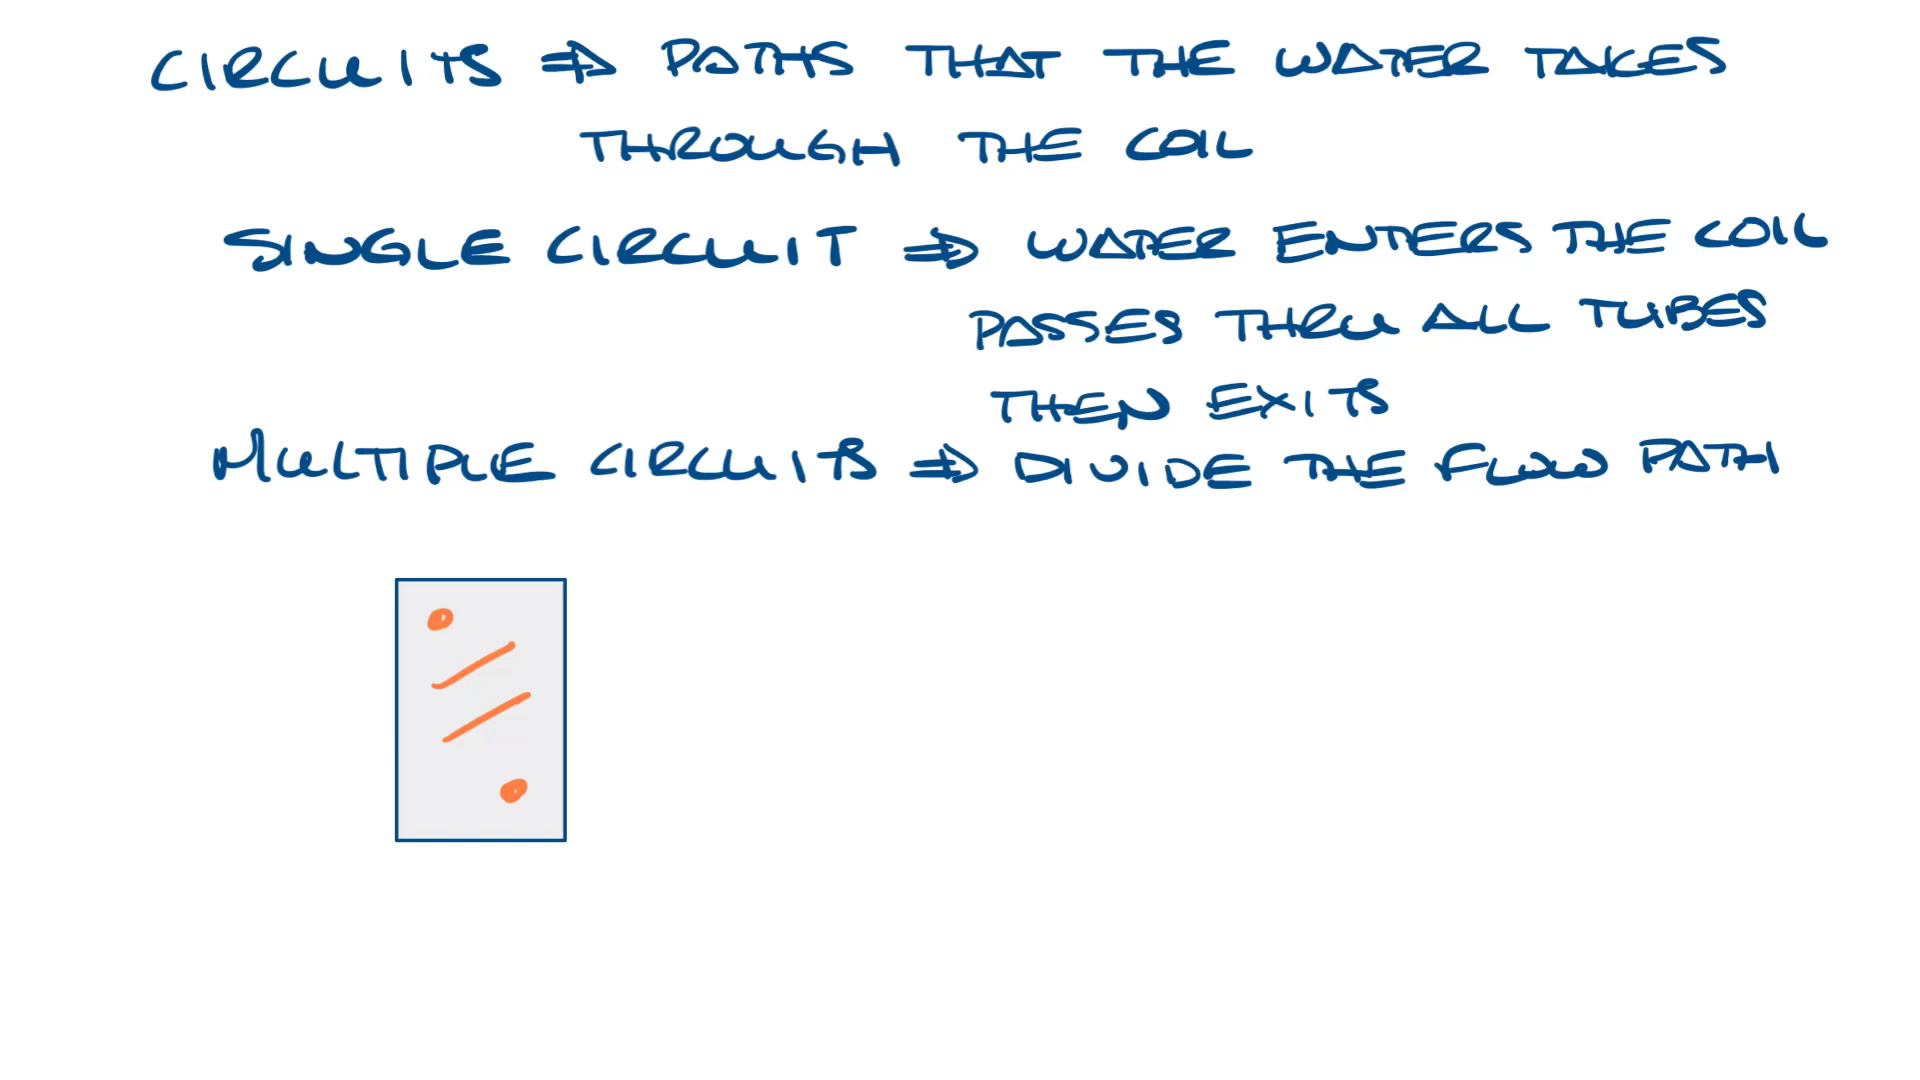 CIRCUITS ⇒ PATHS THAT THE WATER TAKES
THROUGH THE COIL
SINGLE CIRCUIT ⇒ WATER ENTERS THE COIL
PASSES THRU ALL TUBES
THEN EXITS
MULTIPLE CIRCUITS ⇒ DIVIDE THE FLOW PATH